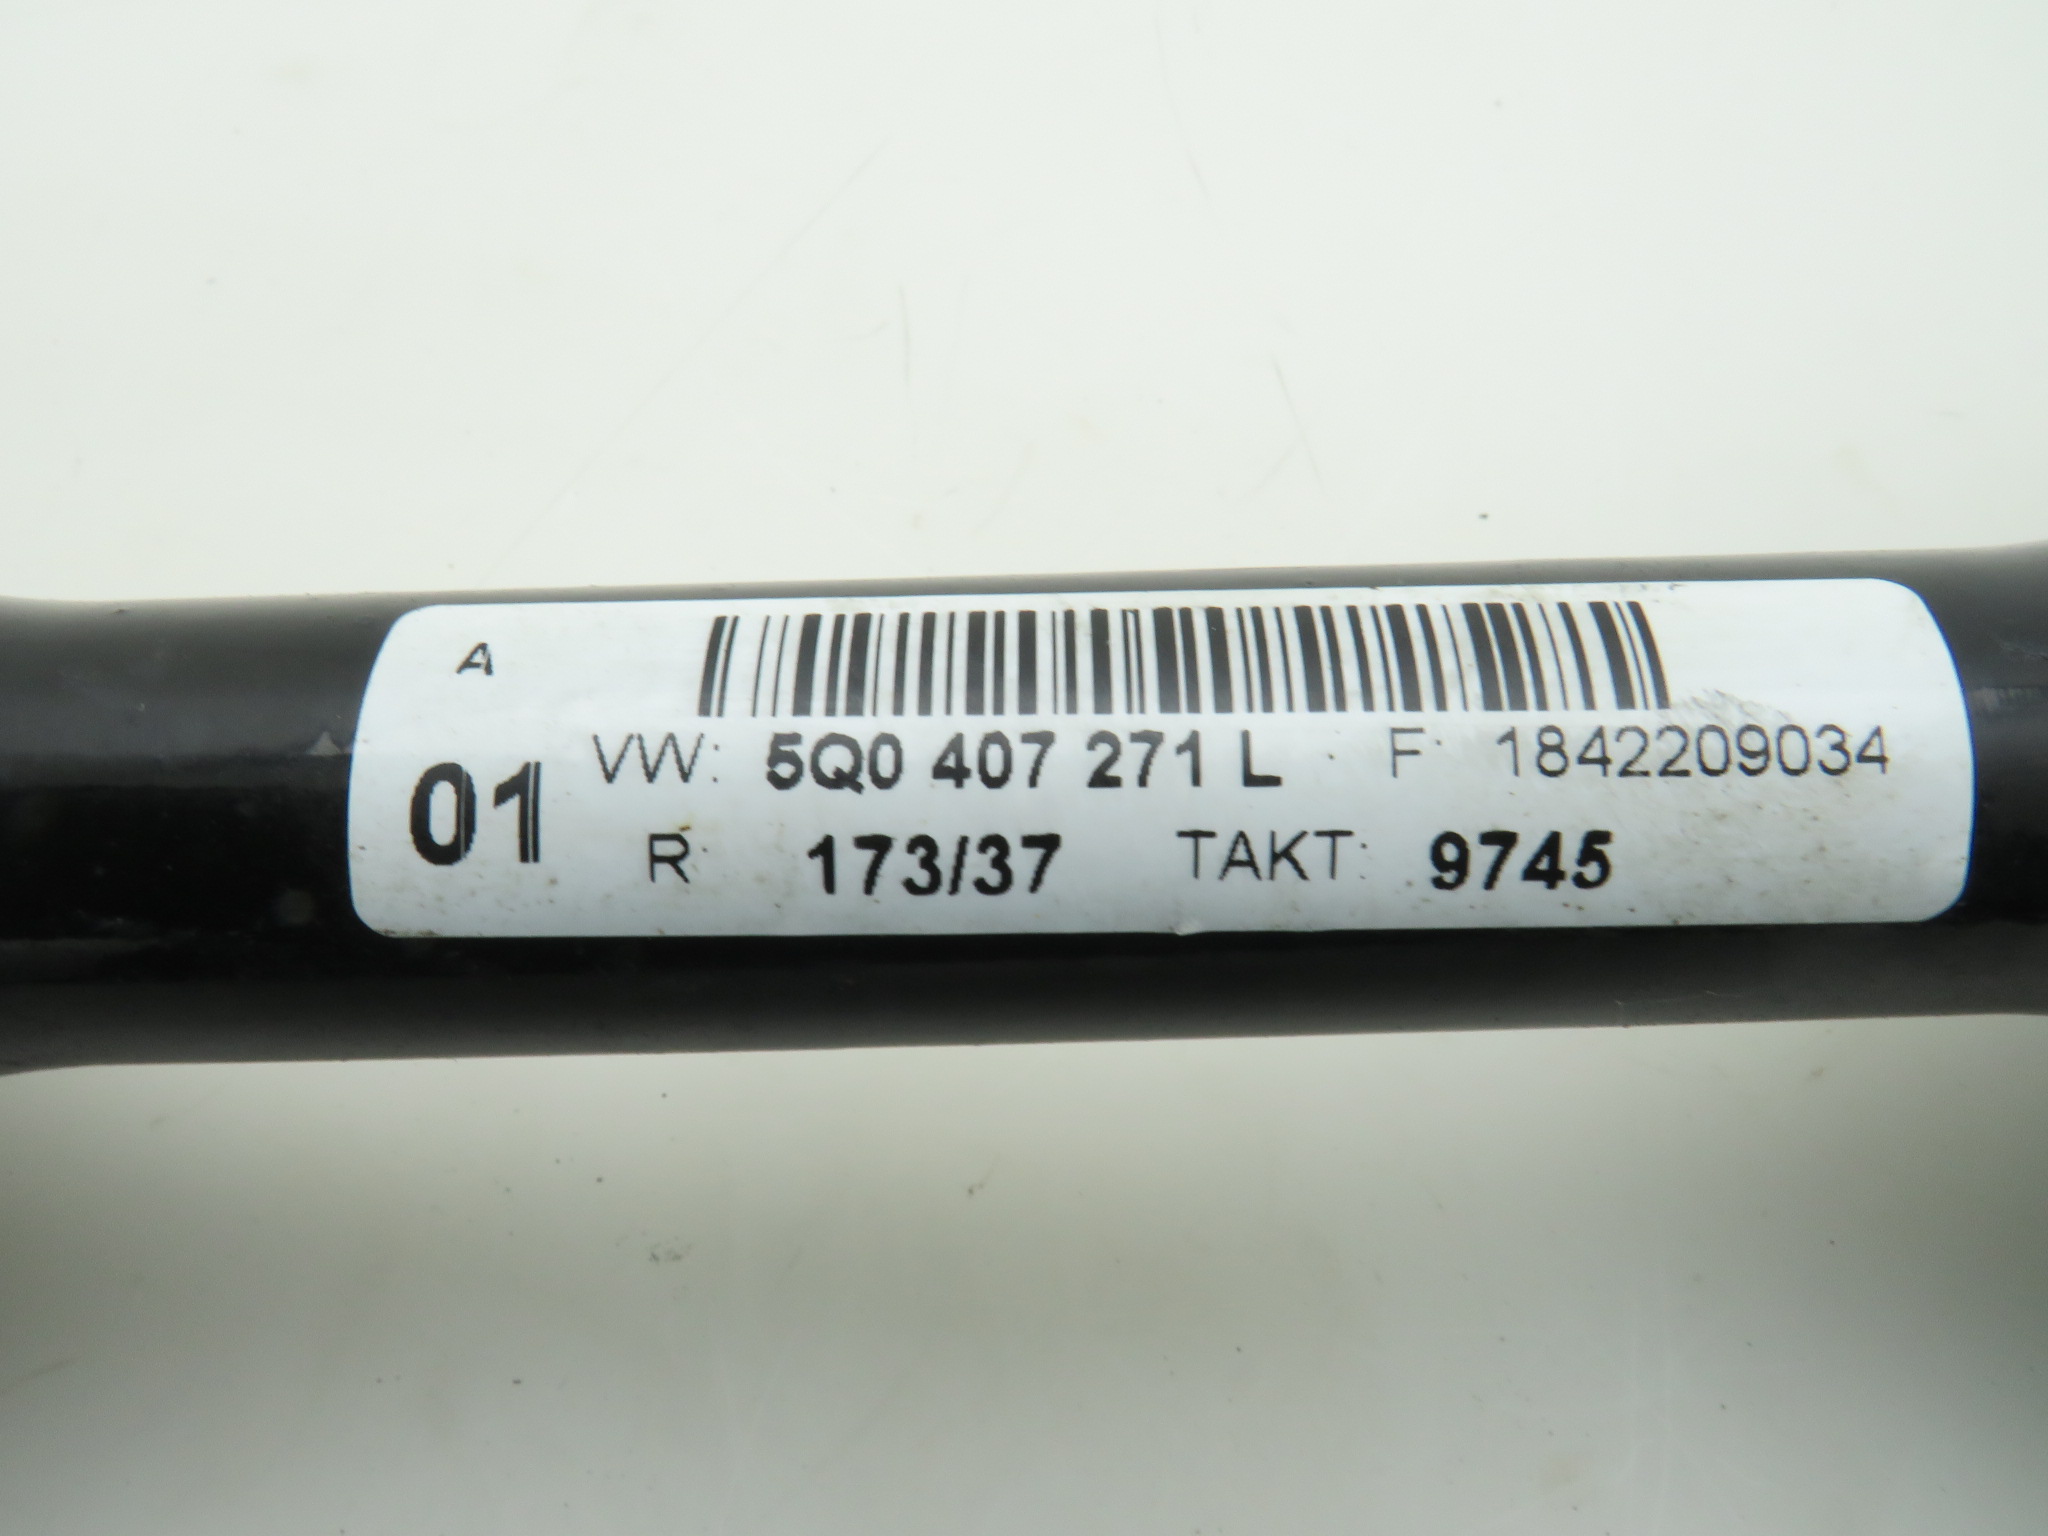 A
01
VW: 5Q0 407 271 L F: 1842209034
R: 173/37 TAKT: 9745